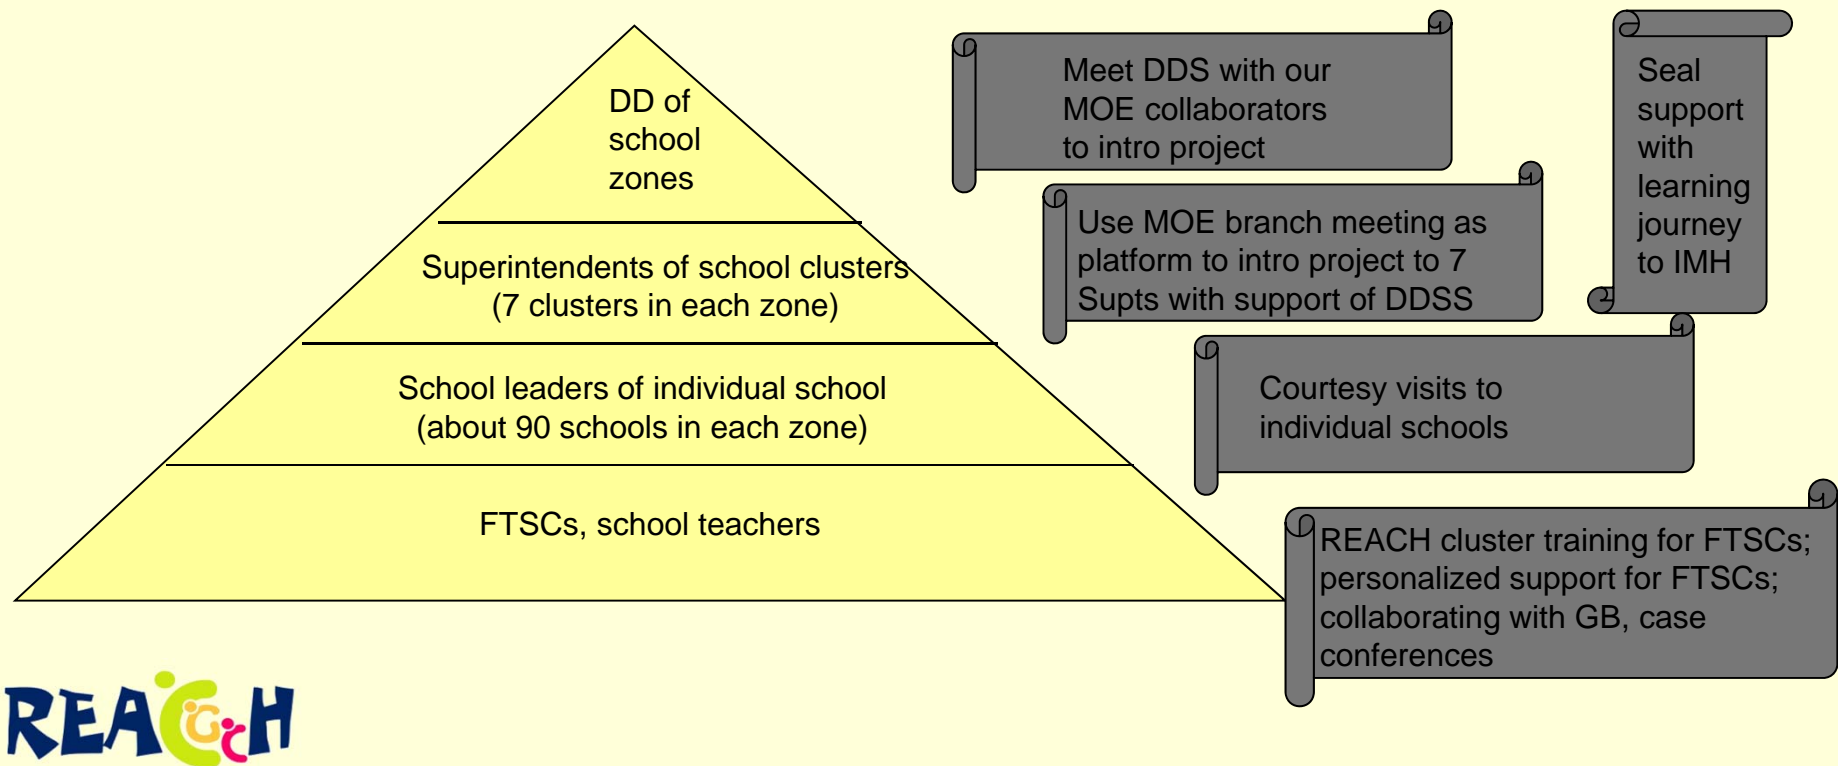 DD of
school
zones
Superintendents of school clusters
(7 clusters in each zone)
School leaders of individual school
(about 90 schools in each zone)
FTSCs, school teachers
Meet DDS with our
MOE collaborators
to intro project
Use MOE branch meeting as
platform to intro project to 7
Supts with support of DDSS
Courtesy visits to
individual schools
REACH cluster training for FTSCs;
personalized support for FTSCs;
collaborating with GB, case
conferences
Seal
support
with
learning
journey
to IMH
REACH